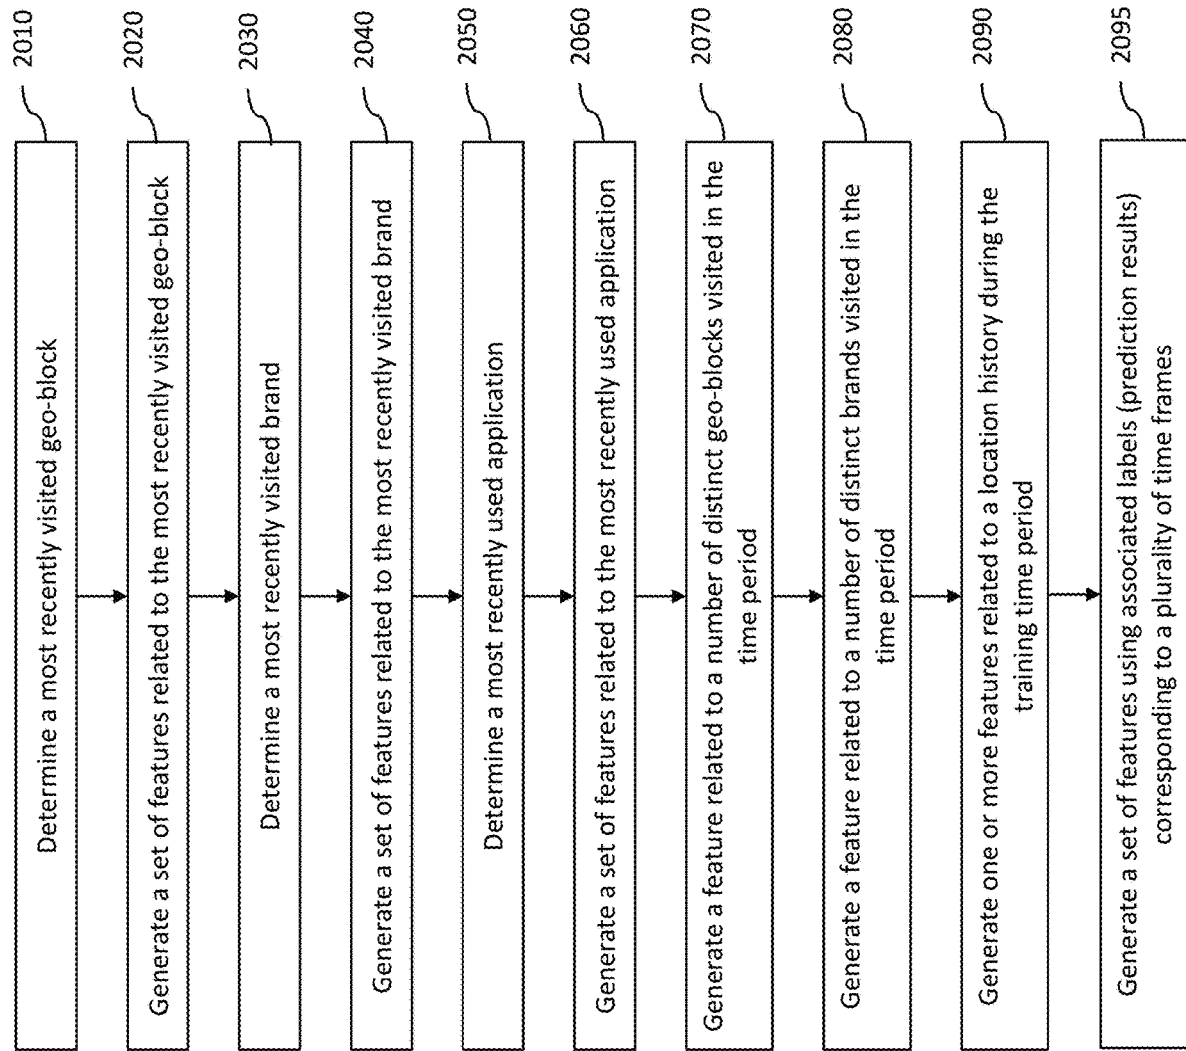 Determine a most recently visited geo-block
2010
Generate a set of features related to the most recently visited geo-block
2020
Determine a most recently visited brand
2030
Generate a set of features related to the most recently visited brand
2040
Determine a most recently used application
2050
Generate a set of features related to the most recently used application
2060
Generate a feature related to a number of distinct geo-blocks visited in the
time period
2070
Generate a feature related to a number of distinct brands visited in the
time period
2080
Generate one or more features related to a location history during the
training time period
2090
Generate a set of features using associated labels (prediction results)
corresponding to a plurality of time frames
2095